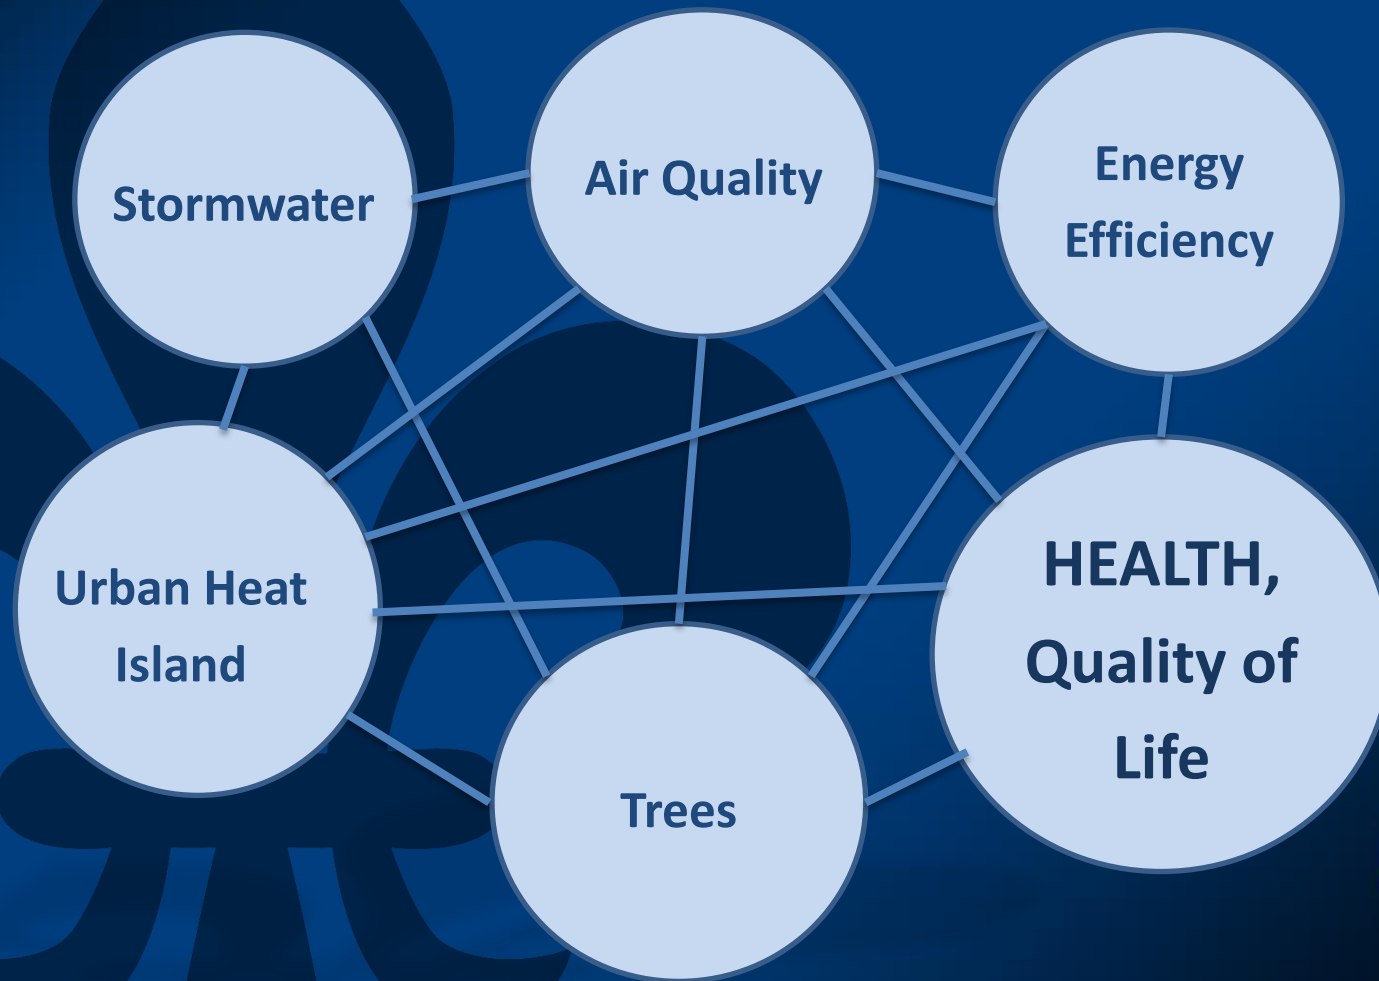 Stormwater
Air Quality
Energy
Efficiency
Urban Heat
Island
Trees
HEALTH,
Quality of
Life